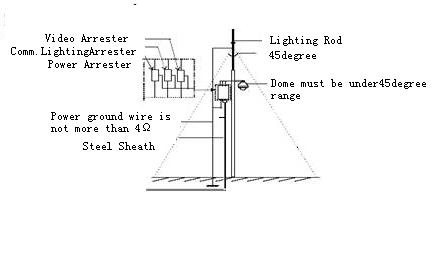 Video Arrester
Comm.LightingArrester
Power Arrester
Lighting Rod
45degree
Dome must be under45degree
range
Power ground wire is
not more than 4Ω
Steel Sheath